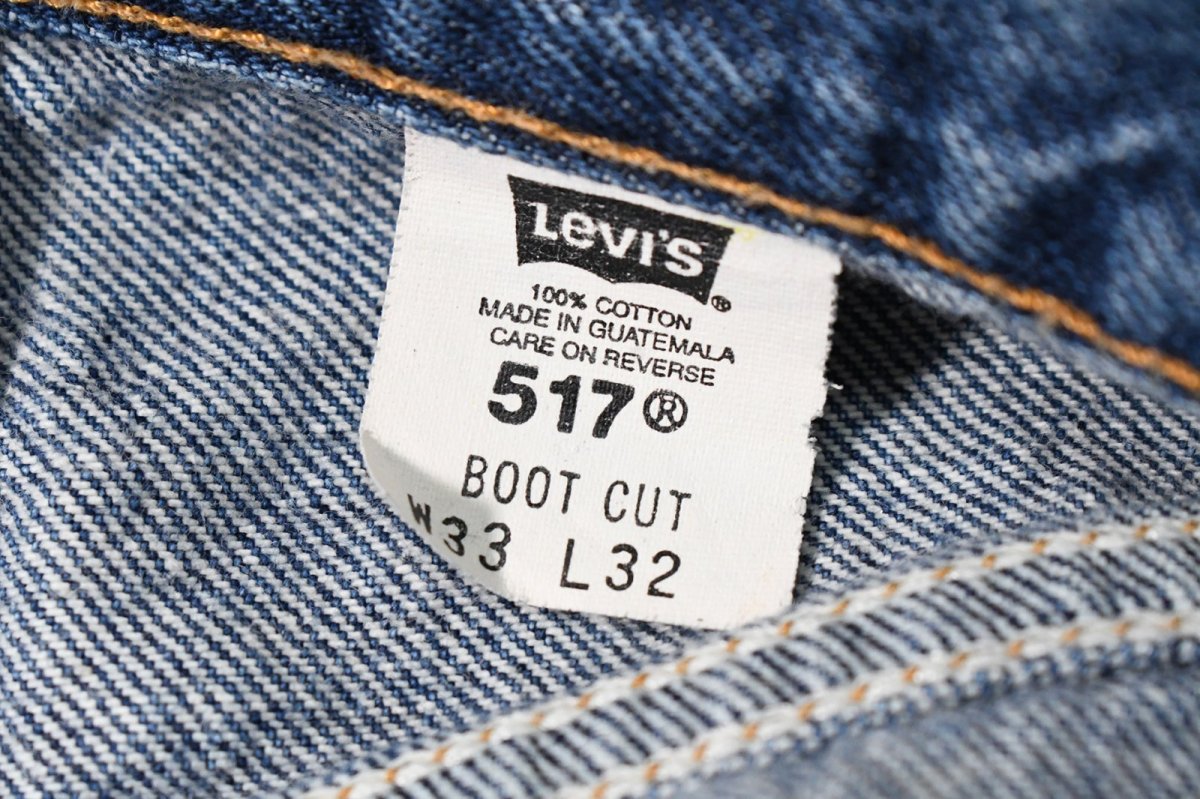 LEVI'S®
100% COTTON
MADE IN GUATEMALA
CARE ON REVERSE
517®
BOOT CUT
W33 L32